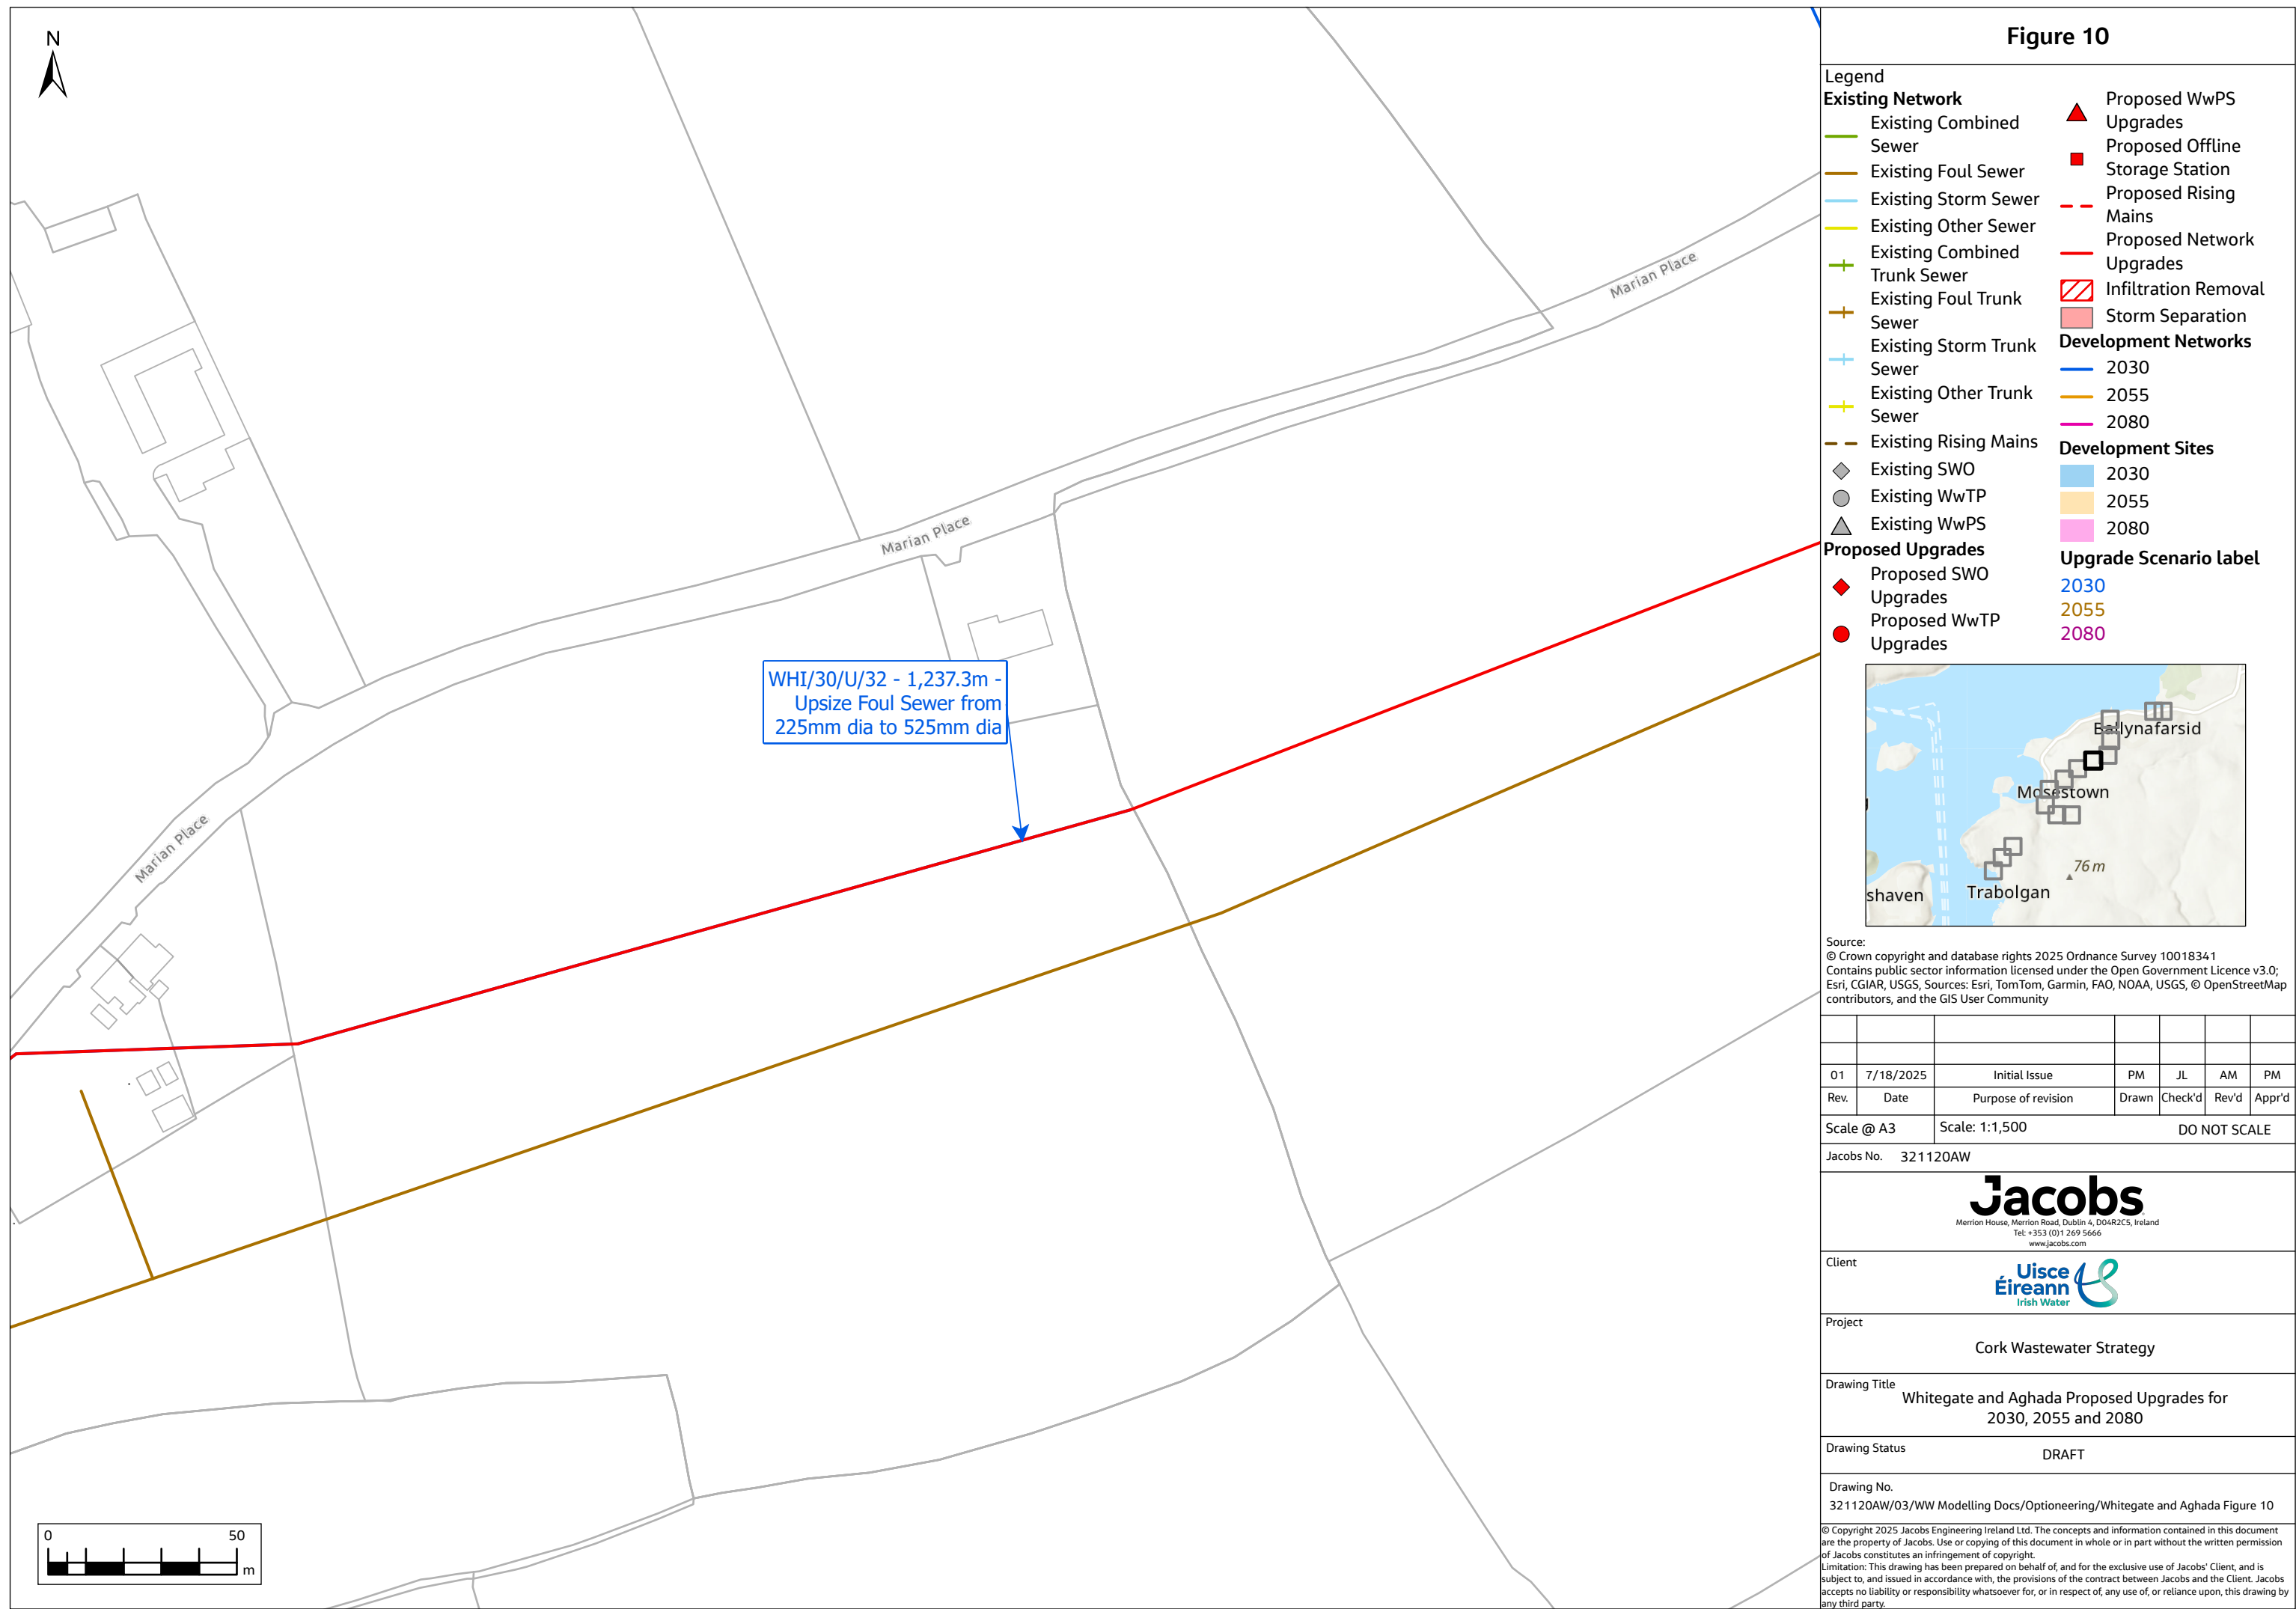 N
Marian Place
Marian Place
Marian Place
WHI/30/U/32 - 1,237.3m -
Upsize Foul Sewer from
225mm dia to 525mm dia
0 50
m
Figure 10
Legend
Existing Network
Existing Combined
Sewer
Existing Foul Sewer
Existing Storm Sewer
Existing Other Sewer
Existing Combined
Trunk Sewer
Existing Foul Trunk
Sewer
Existing Storm Trunk
Sewer
Existing Other Trunk
Sewer
Existing Rising Mains
Existing SWO
Existing WwTP
Existing WwPS
Proposed Upgrades
Proposed SWO
Upgrades
Proposed WwTP
Upgrades
Proposed WwPS
Upgrades
Proposed Offline
Storage Station
Proposed Rising
Mains
Proposed Network
Upgrades
Infiltration Removal
Storm Separation
Development Networks
2030
2055
2080
Development Sites
2030
2055
2080
Upgrade Scenario label
2030
2055
2080
Ballynafarsid
Mosestown
76 m
shaven
Trabolgan
Source:
© Crown copyright and database rights 2025 Ordnance Survey 10018341
Contains public sector information licensed under the Open Government Licence v3.0;
Esri, CGIAR, USGS, Sources: Esri, TomTom, Garmin, FAO, NOAA, USGS, © OpenStreetMap
contributors, and the GIS User Community
01 7/18/2025 Initial Issue PM JL AM PM
Rev. Date Purpose of revision Drawn Check'd Rev'd Appr'd
Scale @ A3 Scale: 1:1,500 DO NOT SCALE
Jacobs No. 321120AW
Jacobs
Merrion House, Merrion Road, Dublin 4, D04R2C5, Ireland
Tel: +353 (0)1 269 5666
www.jacobs.com
Client
Uisce
Éireann
Irish Water
Project
Cork Wastewater Strategy
Drawing Title
Whitegate and Aghada Proposed Upgrades for
2030, 2055 and 2080
Drawing Status
DRAFT
Drawing No.
321120AW/03/WW Modelling Docs/Optioneering/Whitegate and Aghada Figure 10
© Copyright 2025 Jacobs Engineering Ireland Ltd. The concepts and information contained in this document
are the property of Jacobs. Use or copying of this document in whole or in part without the written permission
of Jacobs constitutes an infringement of copyright.
Limitation: This drawing has been prepared on behalf of, and for the exclusive use of Jacobs' Client, and is
subject to, and issued in accordance with, the provisions of the contract between Jacobs and the Client. Jacobs
accepts no liability or responsibility whatsoever for, or in respect of, any use of, or reliance upon, this drawing by
any third party.